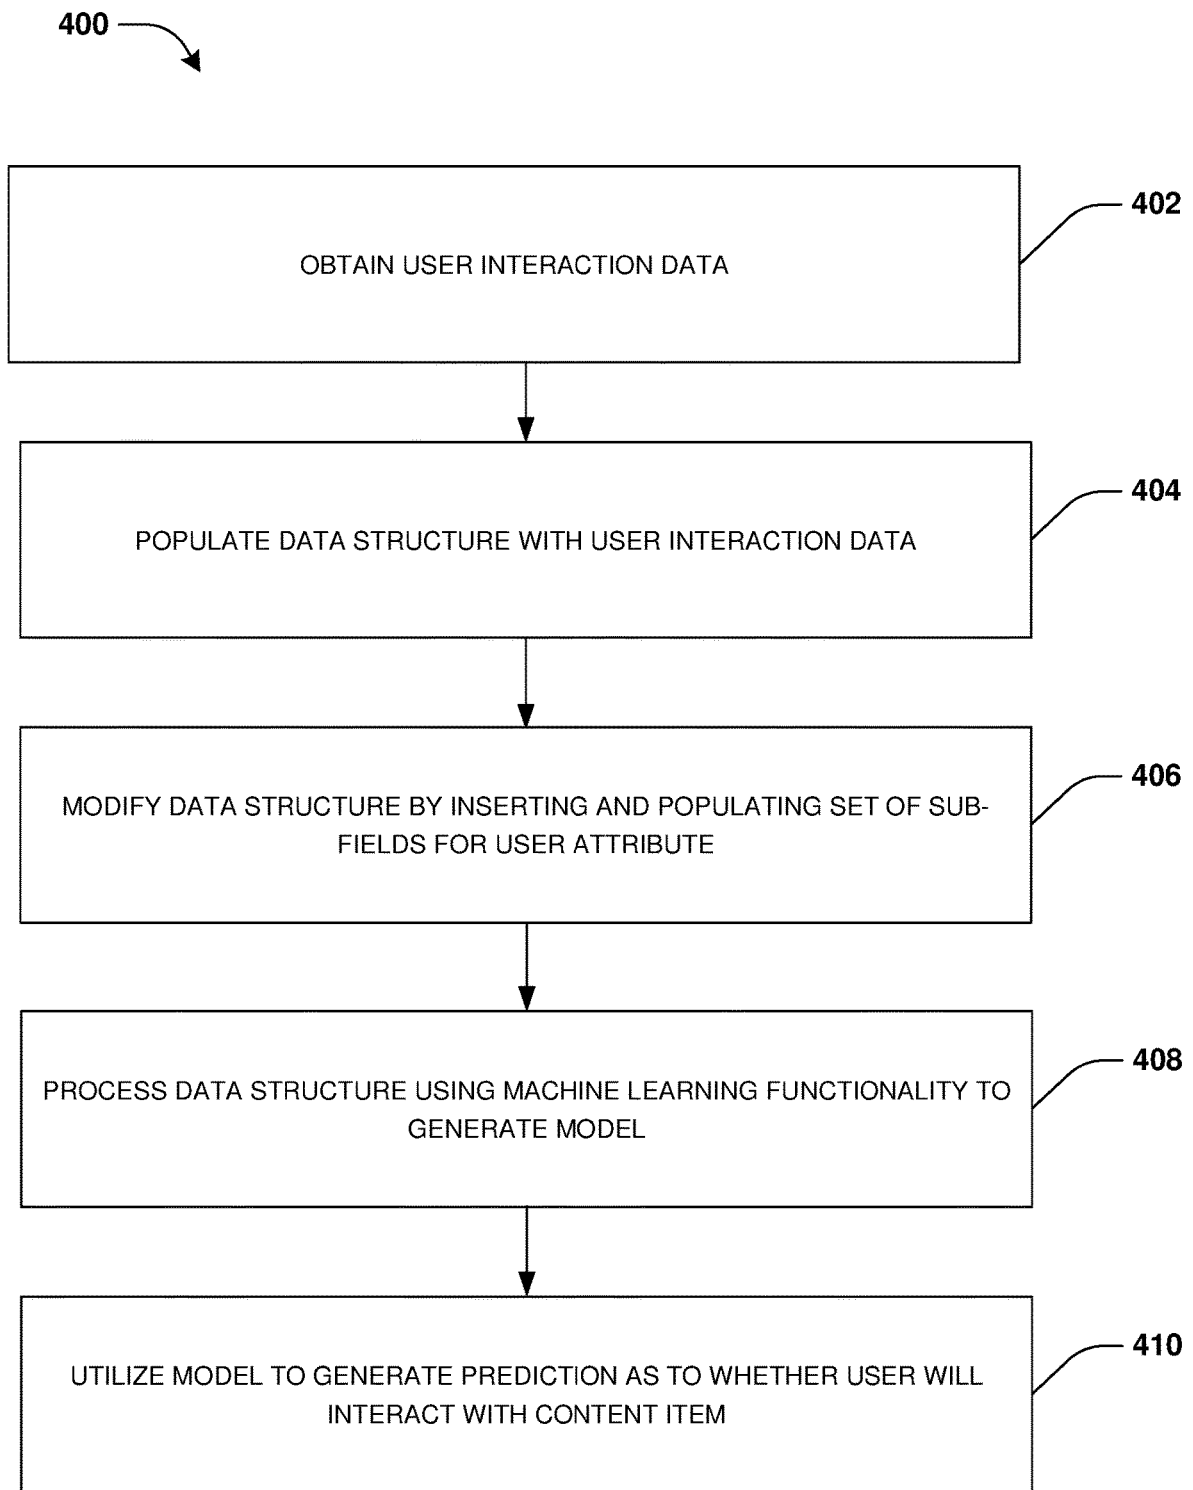 400
402
OBTAIN USER INTERACTION DATA
404
POPULATE DATA STRUCTURE WITH USER INTERACTION DATA
406
MODIFY DATA STRUCTURE BY INSERTING AND POPULATING SET OF SUB-
FIELDS FOR USER ATTRIBUTE
408
PROCESS DATA STRUCTURE USING MACHINE LEARNING FUNCTIONALITY TO
GENERATE MODEL
410
UTILIZE MODEL TO GENERATE PREDICTION AS TO WHETHER USER WILL
INTERACT WITH CONTENT ITEM